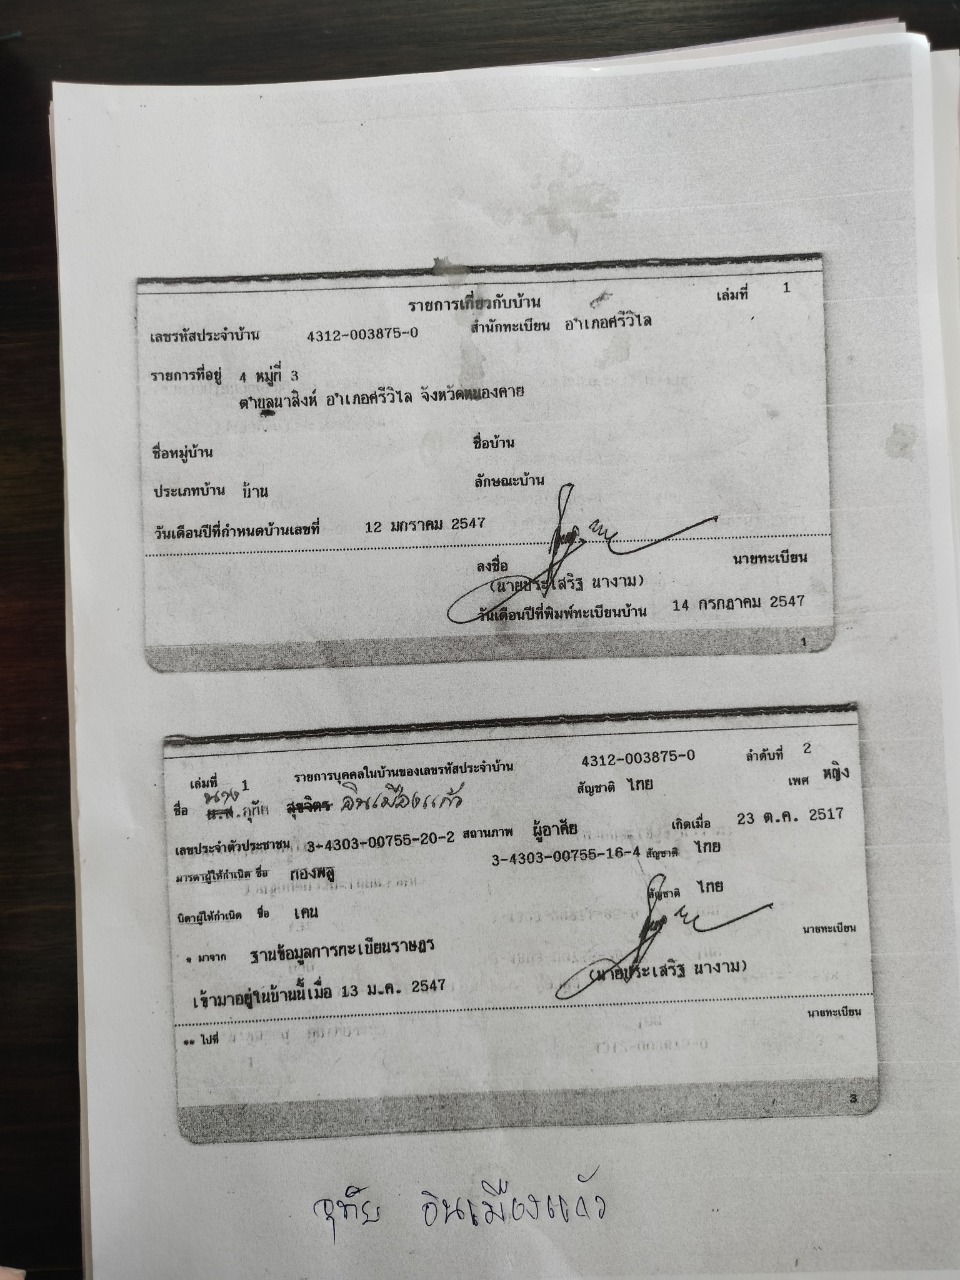 รายการเกี่ยวกับบ้าน เล่มที่ 1
เลขรหัสประจำบ้าน 4312-003875-0 สำนักทะเบียน อำเภอศรีวิไล
รายการที่อยู่ 4 หมู่ที่ 3
ตำบลนาสิงห์ อำเภอศรีวิไล จังหวัดหนองคาย
ชื่อหมู่บ้าน ชื่อบ้าน
ประเภทบ้าน บ้าน ลักษณะบ้าน
วันเดือนปีที่กำหนดบ้านเลขที่ 12 มกราคม 2547
ลงชื่อ นายทะเบียน
(นายประเสริฐ นางาม)
วันเดือนปีที่พิมพ์ทะเบียนบ้าน 14 กรกฎาคม 2547
1
เล่มที่ 1 รายการบุคคลในบ้านของเลขรหัสประจำบ้าน 4312-003875-0 ลำดับที่ 2
นาง
ชื่อ น.ส.อุทัย สุขจิตร อินเมืองแก้ว สัญชาติ ไทย เพศ หญิง
เลขประจำตัวประชาชน 3-4303-00755-20-2 สถานภาพ ผู้อาศัย เกิดเมื่อ 23 ต.ค. 2517
มารดาผู้ให้กำเนิด ชื่อ ทองพลู 3-4303-00755-16-4 สัญชาติ ไทย
บิดาผู้ให้กำเนิด ชื่อ เคน สัญชาติ ไทย
* มาจาก ฐานข้อมูลการทะเบียนราษฎร นายทะเบียน
(นายประเสริฐ นางาม)
เข้ามาอยู่ในบ้านนี้เมื่อ 13 ม.ค. 2547
** ไปที่ นายทะเบียน
3
อุทัย อินเมืองแก้ว